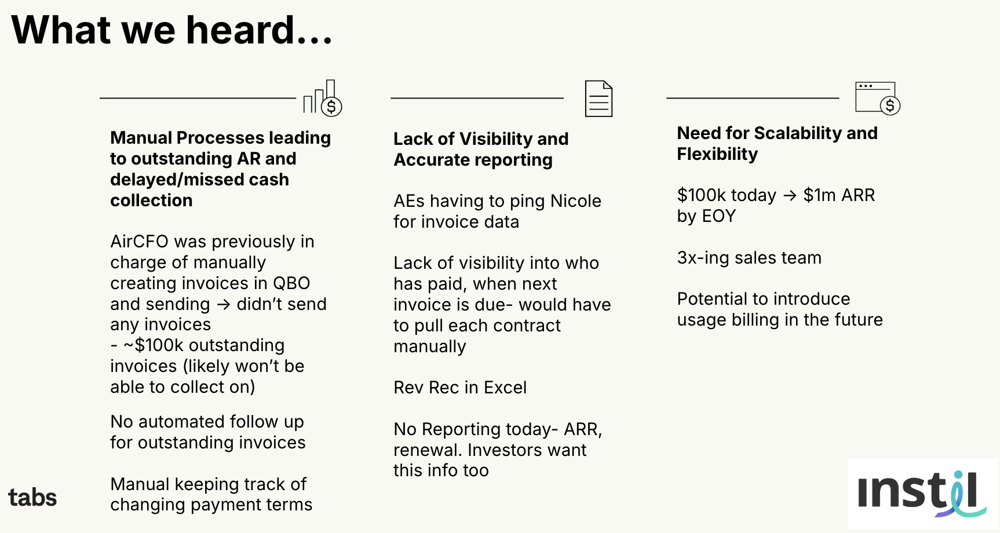 What we heard...
Manual Processes leading
to outstanding AR and
delayed/missed cash
collection
AirCFO was previously in
charge of manually
creating invoices in QBO
and sending → didn’t send
any invoices
- ~$100k outstanding
invoices (likely won’t be
able to collect on)
No automated follow up
for outstanding invoices
Manual keeping track of
changing payment terms
Lack of Visibility and
Accurate reporting
AEs having to ping Nicole
for invoice data
Lack of visibility into who
has paid, when next
invoice is due- would have
to pull each contract
manually
Rev Rec in Excel
No Reporting today- ARR,
renewal. Investors want
this info too
Need for Scalability and
Flexibility
$100k today → $1m ARR
by EOY
3x-ing sales team
Potential to introduce
usage billing in the future
tabs
instil